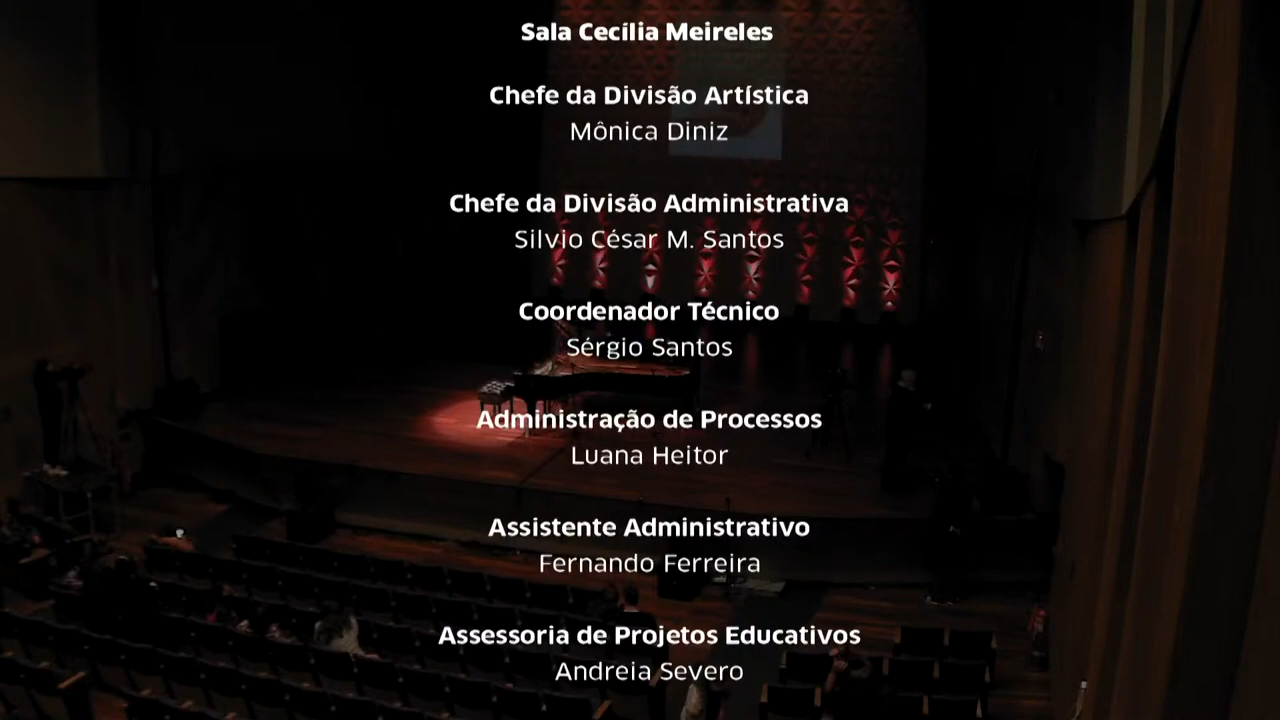 Sala Cecília Meireles
Chefe da Divisão Artística
Mônica Diniz
Chefe da Divisão Administrativa
Silvio César M. Santos
Coordenador Técnico
Sérgio Santos
Administração de Processos
Luana Heitor
Assistente Administrativo
Fernando Ferreira
Assessoria de Projetos Educativos
Andreia Severo